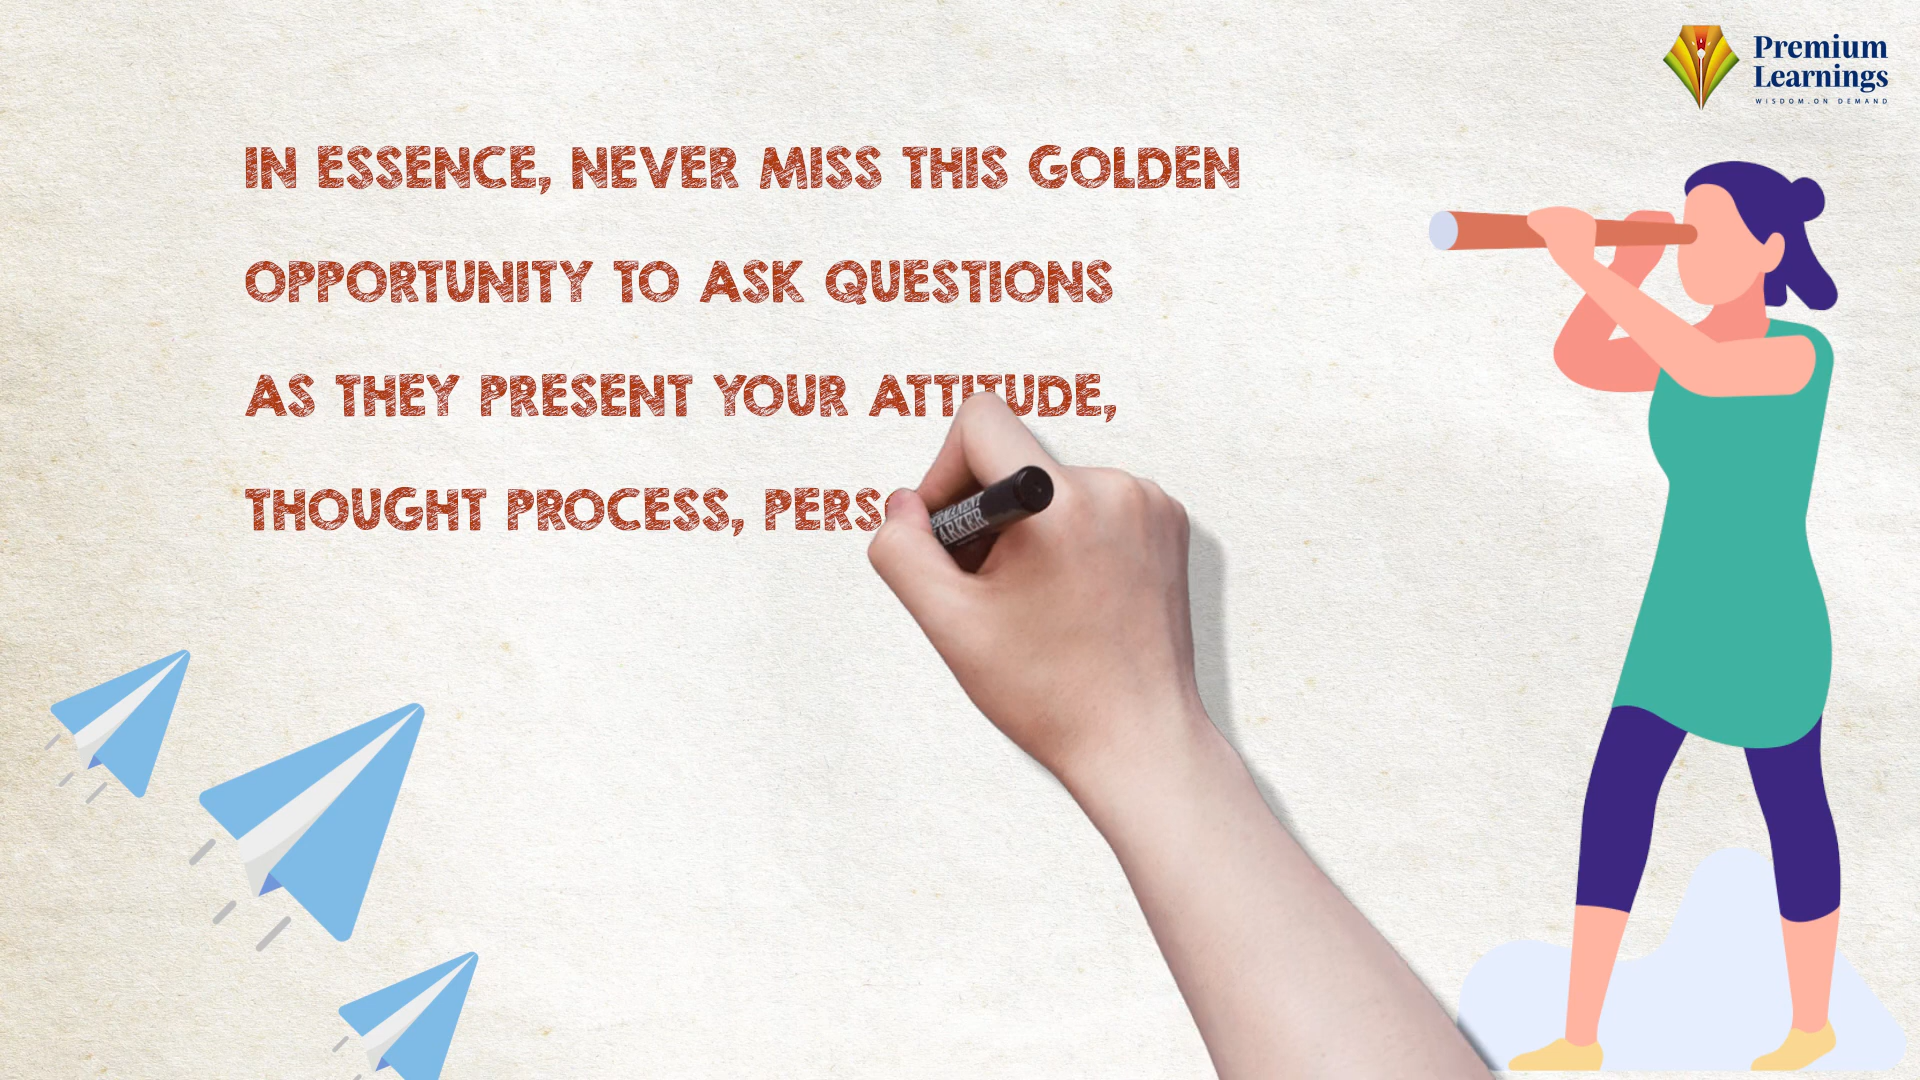 Premium
Learnings
WISDOM.ON DEMAND
IN ESSENCE, NEVER MISS THIS GOLDEN
OPPORTUNITY TO ASK QUESTIONS
AS THEY PRESENT YOUR ATTITUDE,
THOUGHT PROCESS, PERS